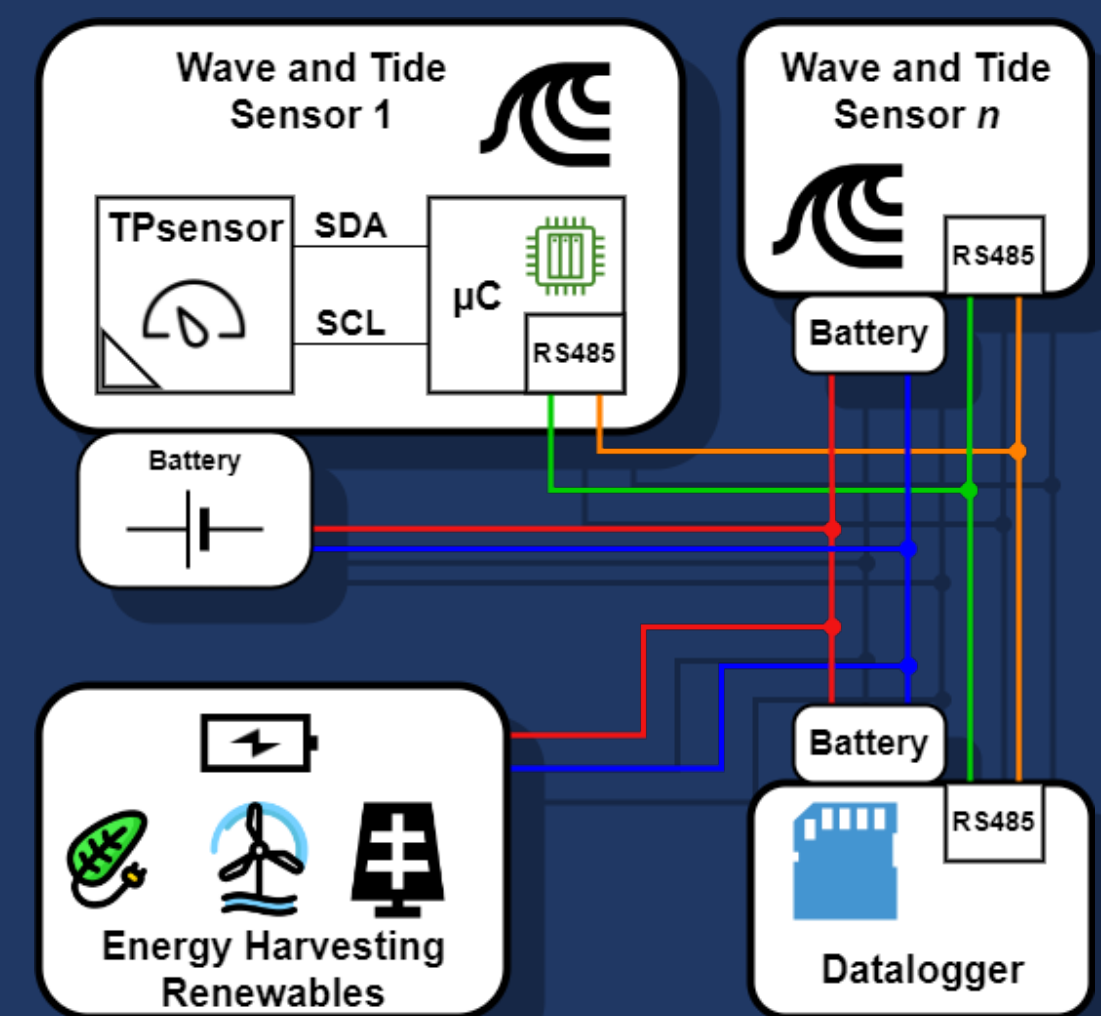 Wave and Tide
Sensor 1
TPsensor
SDA
SCL
µC
RS485
Battery
Wave and Tide
Sensor n
RS485
Battery
Energy Harvesting
Renewables
Battery
RS485
Datalogger